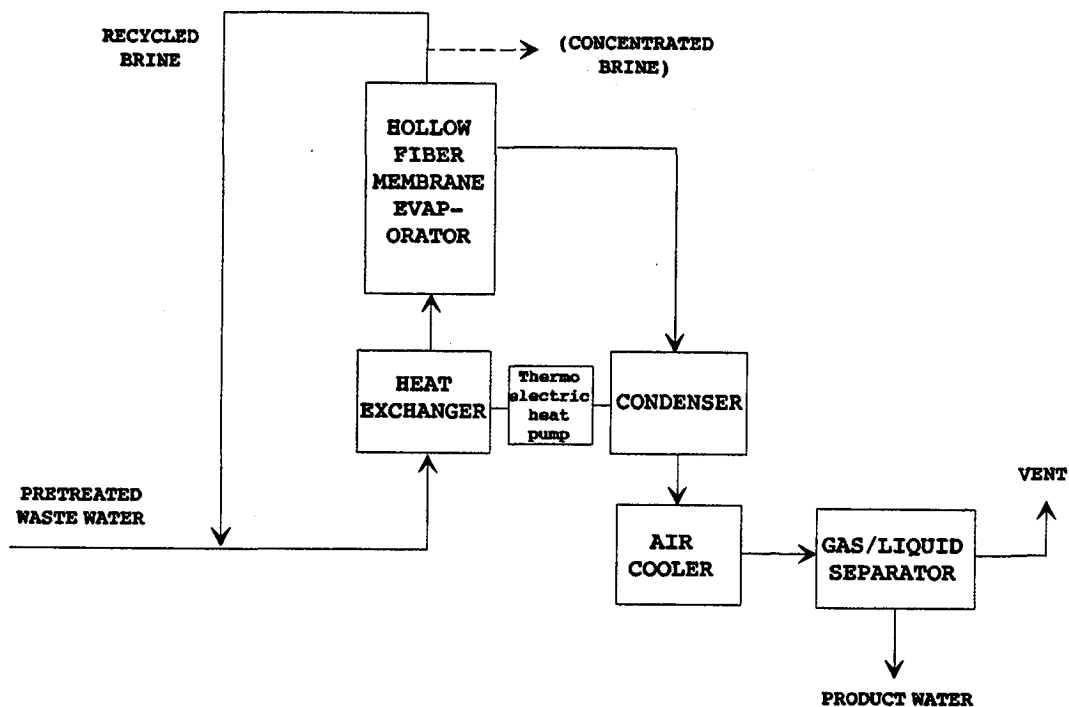 RECYCLED
BRINE
(CONCENTRATED
BRINE)
HOLLOW
FIBER
MEMBRANE
EVAP-
ORATOR
HEAT
EXCHANGER
Thermo
electric
heat
pump
CONDENSER
PRETREATED
WASTE WATER
AIR
COOLER
GAS/LIQUID
SEPARATOR
VENT
PRODUCT WATER